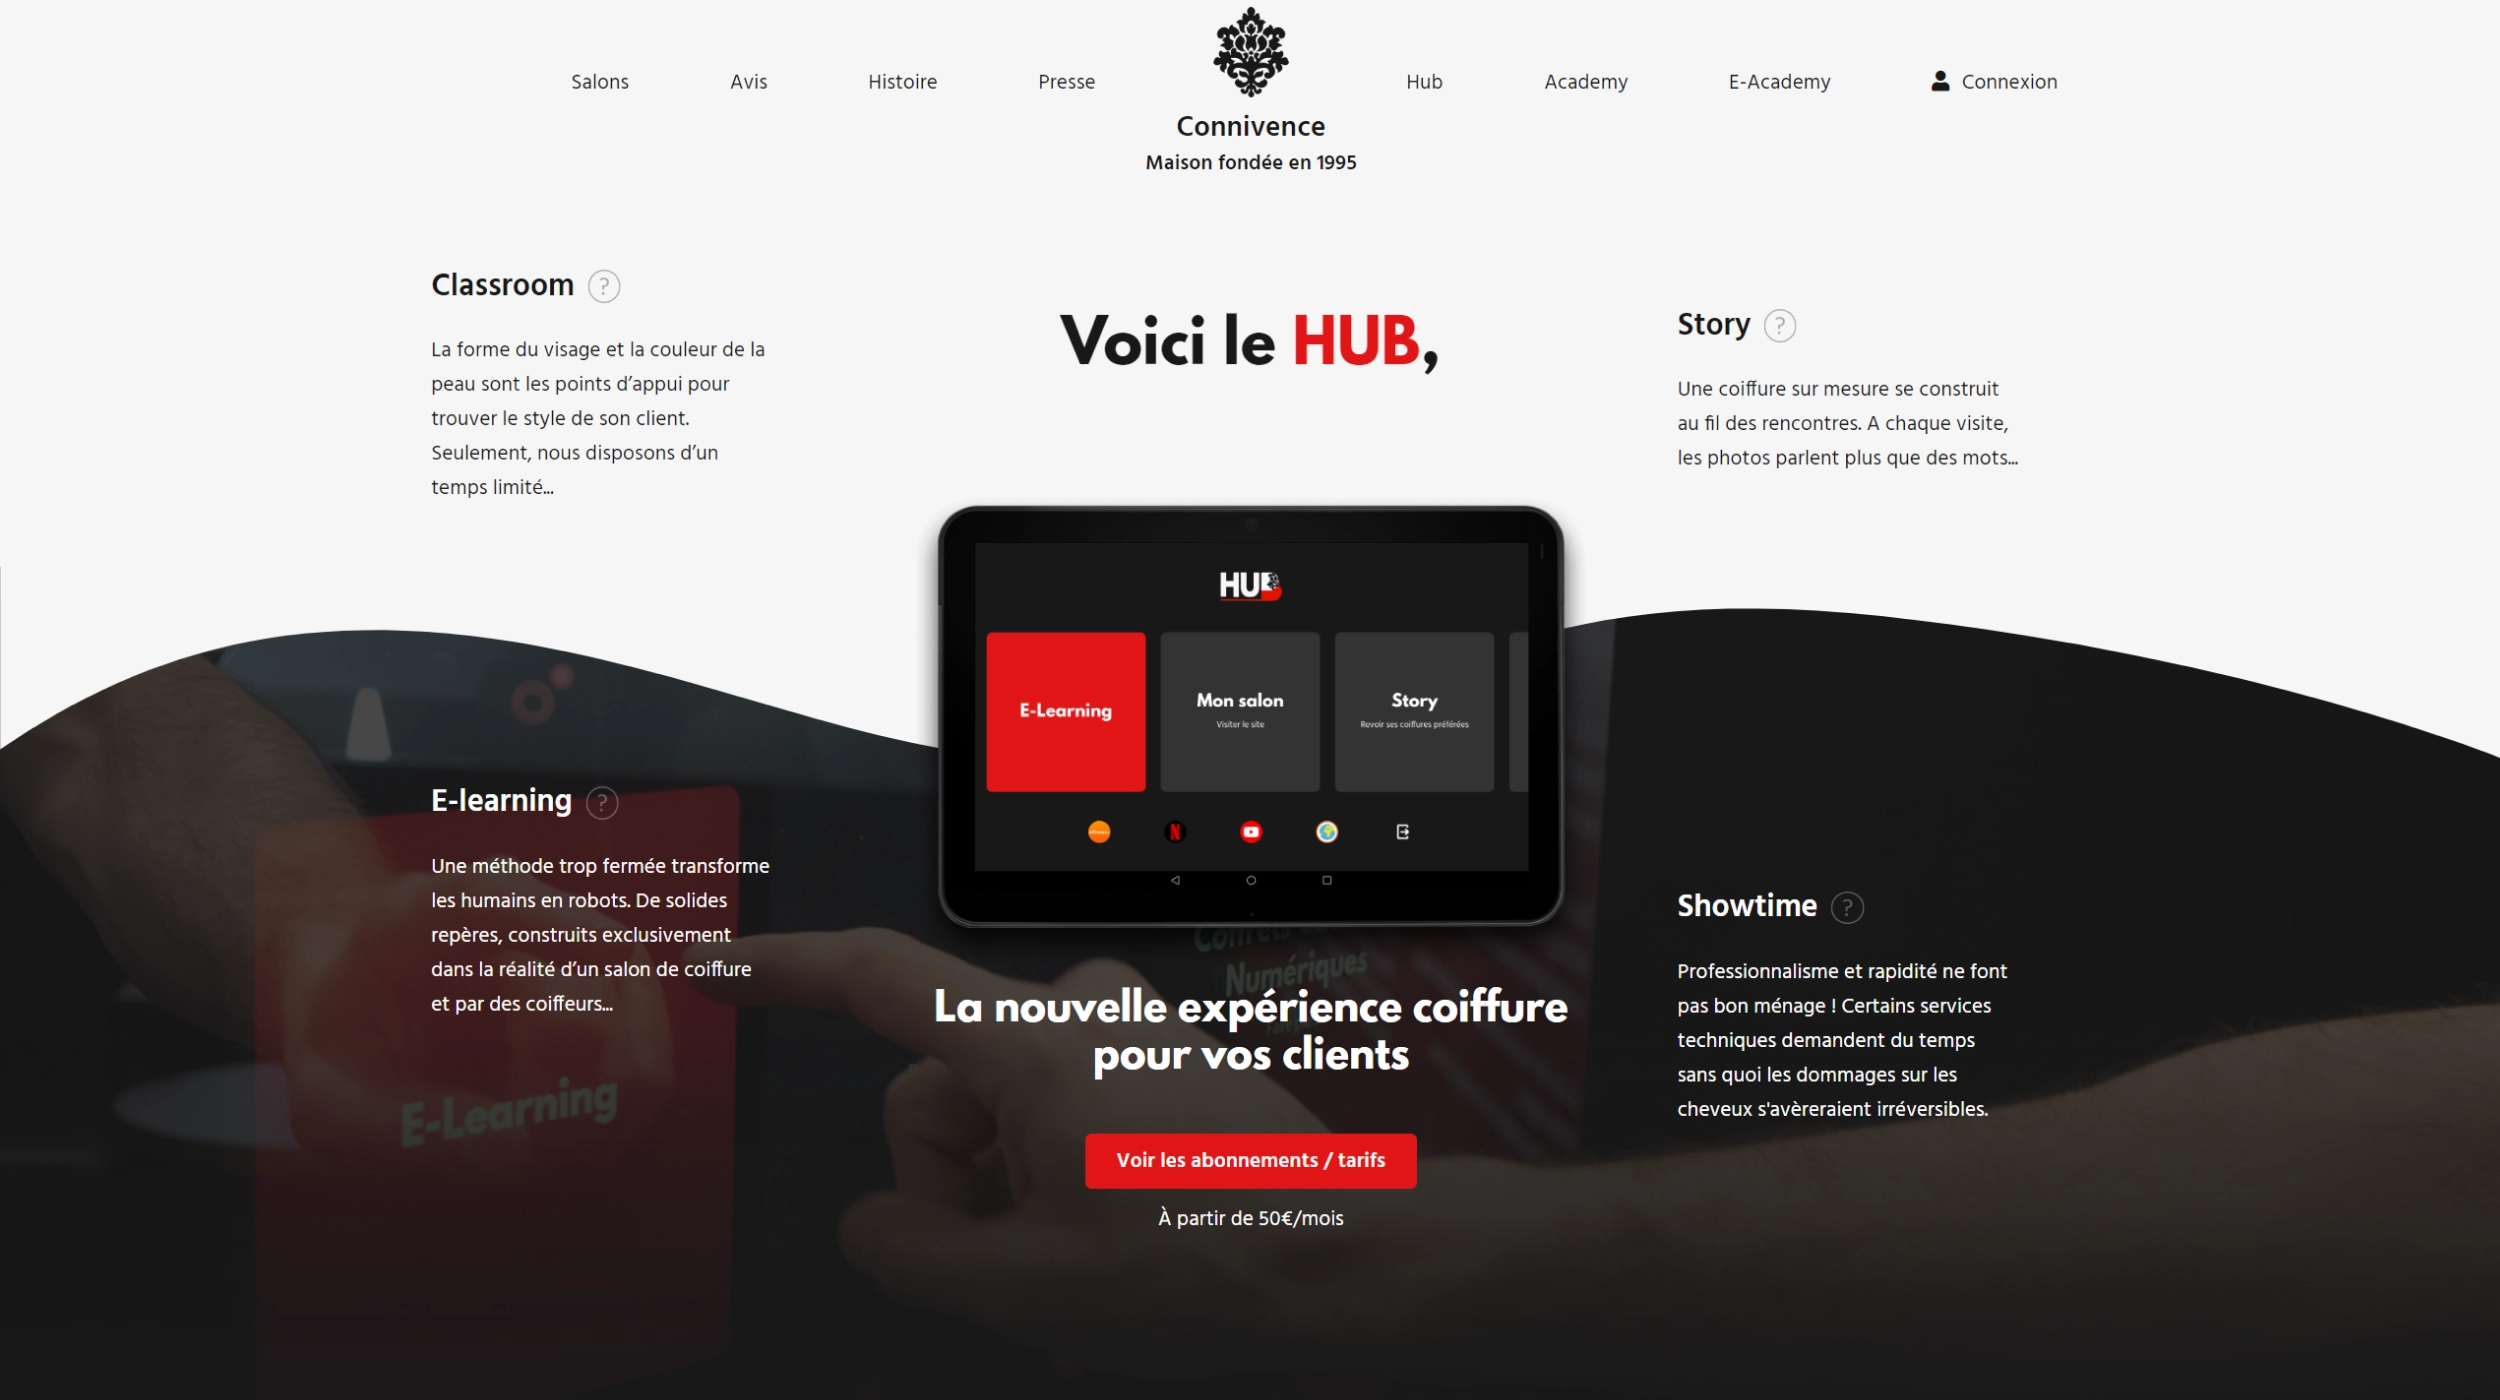 Salons
Avis
Histoire
Presse
Hub
Academy
E-Academy
Connexion
Connivence
Maison fondée en 1995
Classroom ?
La forme du visage et la couleur de la
peau sont les points d’appui pour
trouver le style de son client.
Seulement, nous disposons d’un
temps limité...
Voici le HUB,
Story ?
Une coiffure sur mesure se construit
au fil des rencontres. A chaque visite,
les photos parlent plus que des mots...
HUB
E-Learning
Mon salon
Visiter le site
Story
Revoir ses coiffures préférées
N
E-learning ?
Une méthode trop fermée transforme
les humains en robots. De solides
repères, construits exclusivement
dans la réalité d’un salon de coiffure
et par des coiffeurs...
E-Learning
Numériques
La nouvelle expérience coiffure
pour vos clients
Voir les abonnements / tarifs
À partir de 50€/mois
Showtime ?
Professionnalisme et rapidité ne font
pas bon ménage ! Certains services
techniques demandent du temps
sans quoi les dommages sur les
cheveux s'avèreraient irréversibles.